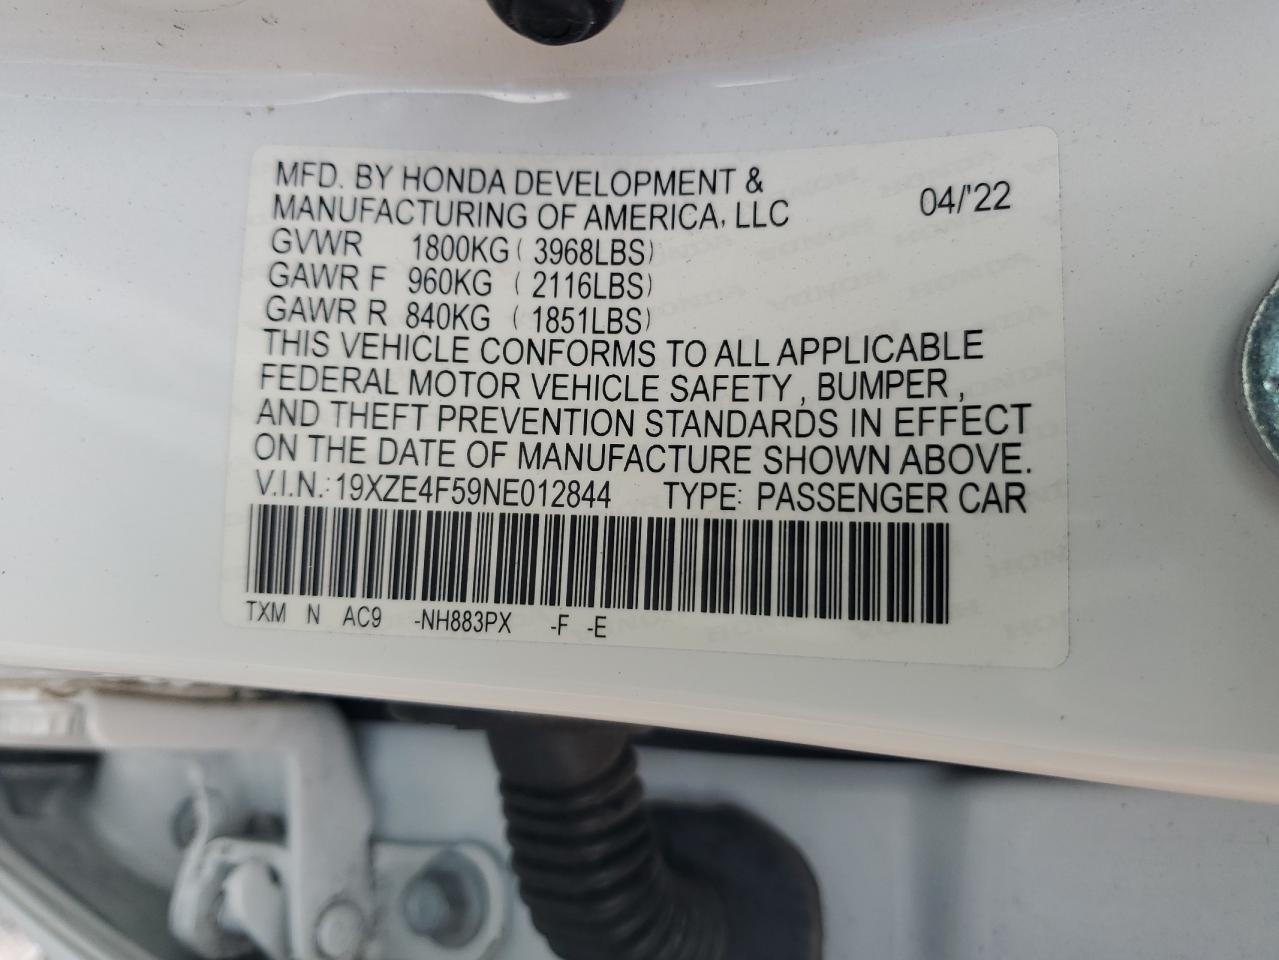 MFD. BY HONDA DEVELOPMENT &
MANUFACTURING OF AMERICA, LLC 04/'22
GVWR 1800KG ( 3968LBS)
GAWR F 960KG ( 2116LBS)
GAWR R 840KG ( 1851LBS)
THIS VEHICLE CONFORMS TO ALL APPLICABLE
FEDERAL MOTOR VEHICLE SAFETY , BUMPER ,
AND THEFT PREVENTION STANDARDS IN EFFECT
ON THE DATE OF MANUFACTURE SHOWN ABOVE.
V.I.N.: 19XZE4F59NE012844 TYPE: PASSENGER CAR
TXM N AC9 -NH883PX -F -E